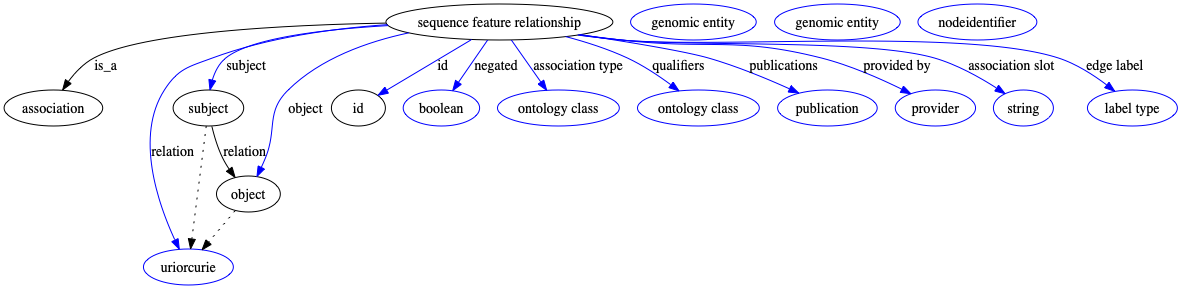 sequence feature relationship
genomic entity
genomic entity
nodeidentifier
is_a
subject
id
negated
association type
qualifiers
publications
provided by
association slot
edge label
association
subject
object
id
boolean
ontology class
ontology class
publication
provider
string
label type
relation
relation
object
uriorcurie